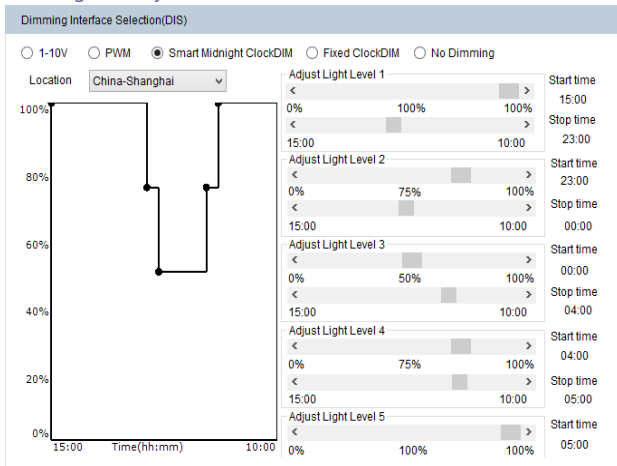 Dimming Interface Selection(DIS)
1-10V PWM Smart Midnight ClockDIM Fixed ClockDIM No Dimming
Location China-Shanghai
100%
80%
60%
40%
20%
0%
15:00 Time(hh:mm) 10:00
Adjust Light Level 1
0% 100% 100%
15:00 10:00
Start time
15:00
Stop time
23:00
Adjust Light Level 2
0% 75% 100%
15:00 10:00
Start time
23:00
Stop time
00:00
Adjust Light Level 3
0% 50% 100%
15:00 10:00
Start time
00:00
Stop time
04:00
Adjust Light Level 4
0% 75% 100%
15:00 10:00
Start time
04:00
Stop time
05:00
Adjust Light Level 5
0% 100% 100%
Start time
05:00